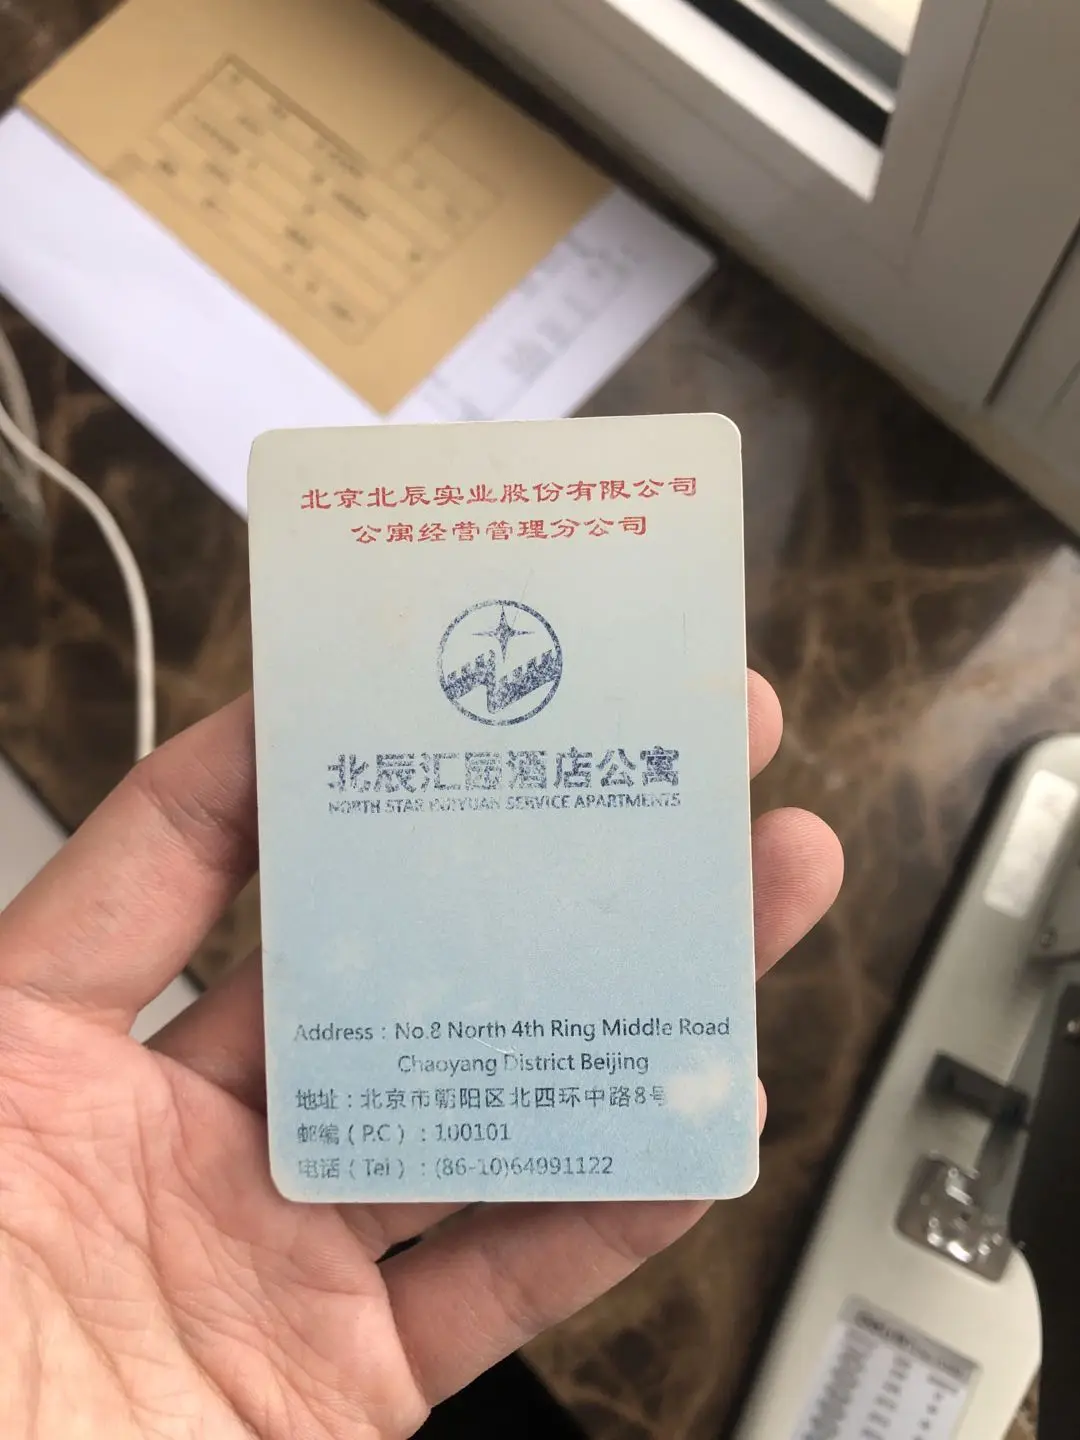 北京北辰实业股份有限公司
公寓经营管理分公司
北辰汇园酒店公寓
NORTH STAR HUIYUAN SERVICE APARTMENTS
Address : No.8 North 4th Ring Middle Road
Chaoyang District Beijing
地址 : 北京市朝阳区北四环中路8号
邮编 ( P.C ) : 100101
电话 ( Tel ) : (86-10)64991122